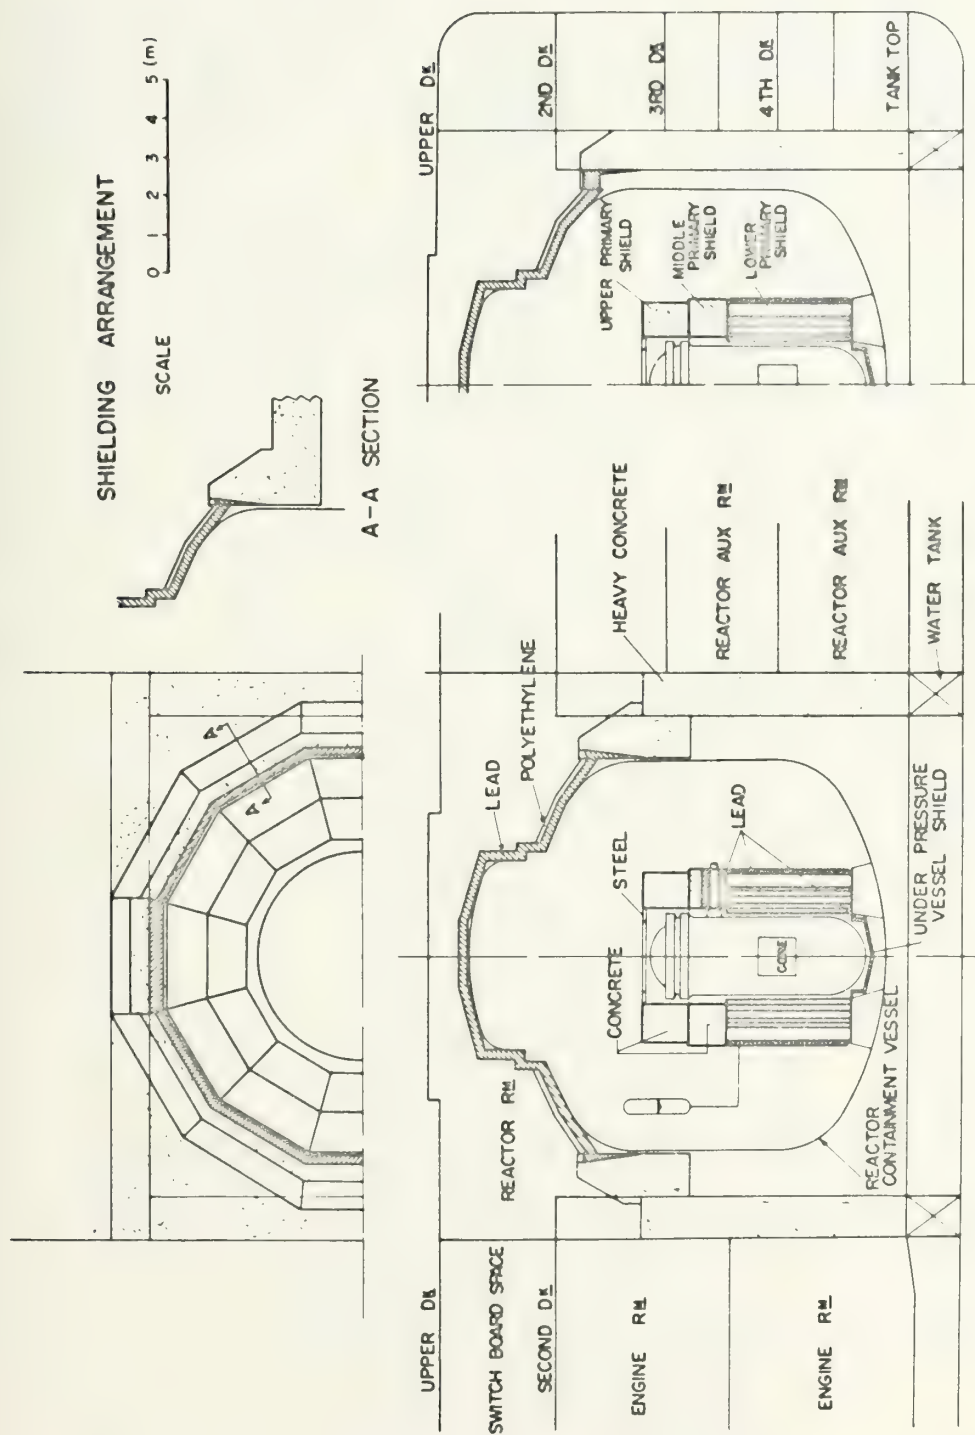 SHIELDING ARRANGEMENT
SCALE
0 1 2 3 4 5 (m)
A-A SECTION
A
A
UPPER DK
SWITCH BOARD SPACE
SECOND DK
ENGINE RM
ENGINE RM
REACTOR RM
LEAD
POLYETHYLENE
CONCRETE
STEEL
CORE
LEAD
REACTOR
CONTAINMENT VESSEL
UNDER PRESSURE
VESSEL SHIELD
HEAVY CONCRETE
REACTOR AUX RM
REACTOR AUX RM
WATER TANK
UPPER DK
2ND DK
3RD DK
4TH DK
TANK TOP
UPPER PRIMARY
SHIELD
MIDDLE
PRIMARY
SHIELD
LOWER
PRIMARY
SHIELD